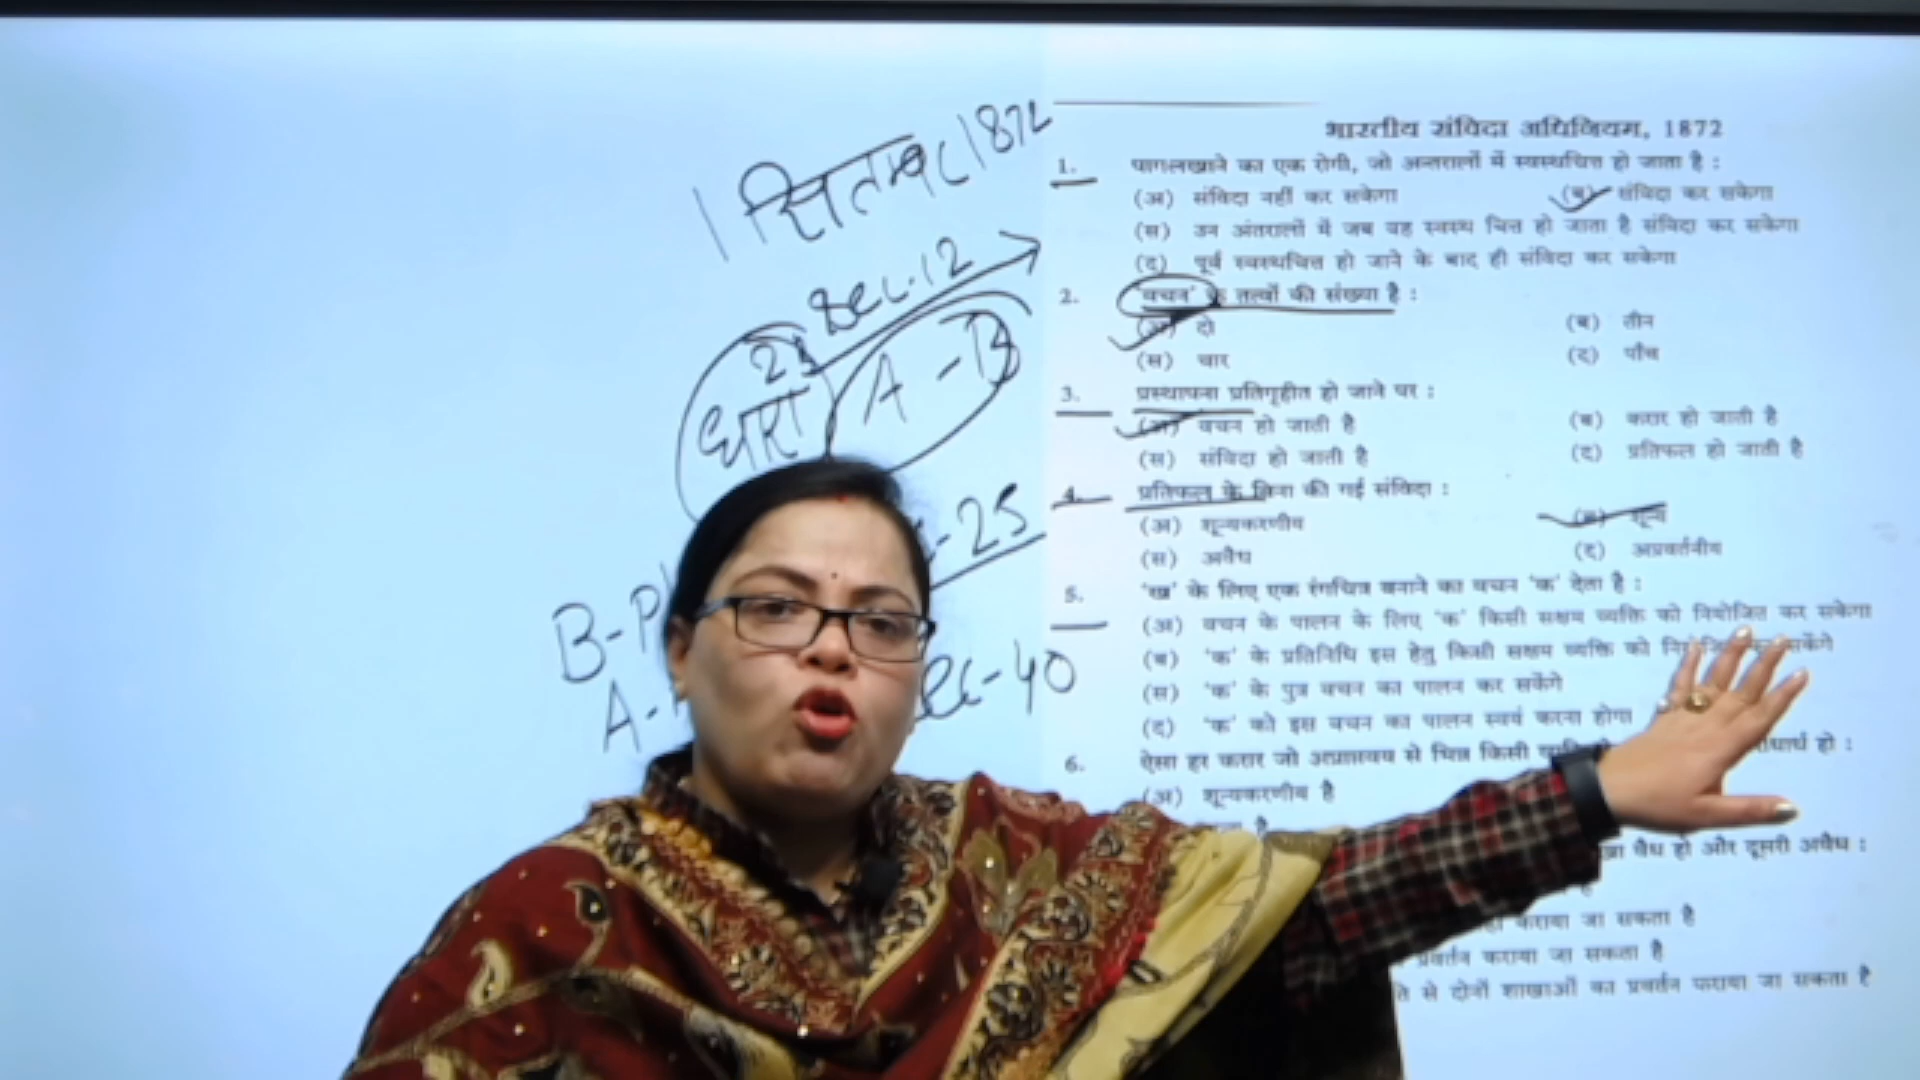 1 सितम्बर 1872
Sec.12
धारा 2
A-B
-25
B-P
A-
ec-40
भारतीय संविदा अधिनियम, 1872
1. पागलखाने का एक रोगी, जो अन्तरालों में स्वस्थचित्त हो जाता है :
(अ) संविदा नहीं कर सकेगा (ब) संविदा कर सकेगा
(स) उन अंतरालों में जब वह स्वस्थ चित्त हो जाता है संविदा कर सकेगा
(द) पूर्व स्वस्थचित्त हो जाने के बाद ही संविदा कर सकेगा
2. 'वचन' के तत्वों की संख्या है :
(अ) दो (ब) तीन
(स) चार (द) पाँच
3. प्रस्थापना प्रतिगृहीत हो जाने पर :
(अ) वचन हो जाती है (ब) करार हो जाती है
(स) संविदा हो जाती है (द) प्रतिफल हो जाती है
4. प्रतिफल के बिना की गई संविदा :
(अ) शून्यकरणीय (ब) शून्य
(स) अवैध (द) अप्रवर्तनीय
5. 'ख' के लिए एक रंगचित्र बनाने का वचन 'क' देता है :
(अ) वचन के पालन के लिए 'क' किसी सक्षम व्यक्ति को नियोजित कर सकेगा
(ब) 'क' के प्रतिनिधि इस हेतु किसी सक्षम व्यक्ति को सकेंगे
(स) 'क' के पुत्र वचन का पालन कर सकेंगे
(द) 'क' को इस वचन का पालन स्वयं करना होगा
6. ऐसा हर करार जो अप्राप्तवय से भिन्न किसी हो :
(अ) शून्यकरणीय है
है
वैध हो और दूसरी अवैध :
कराया जा सकता है
प्रवर्तन कराया जा सकता है
से दोनों शाखाओं का प्रवर्तन कराया जा सकता है